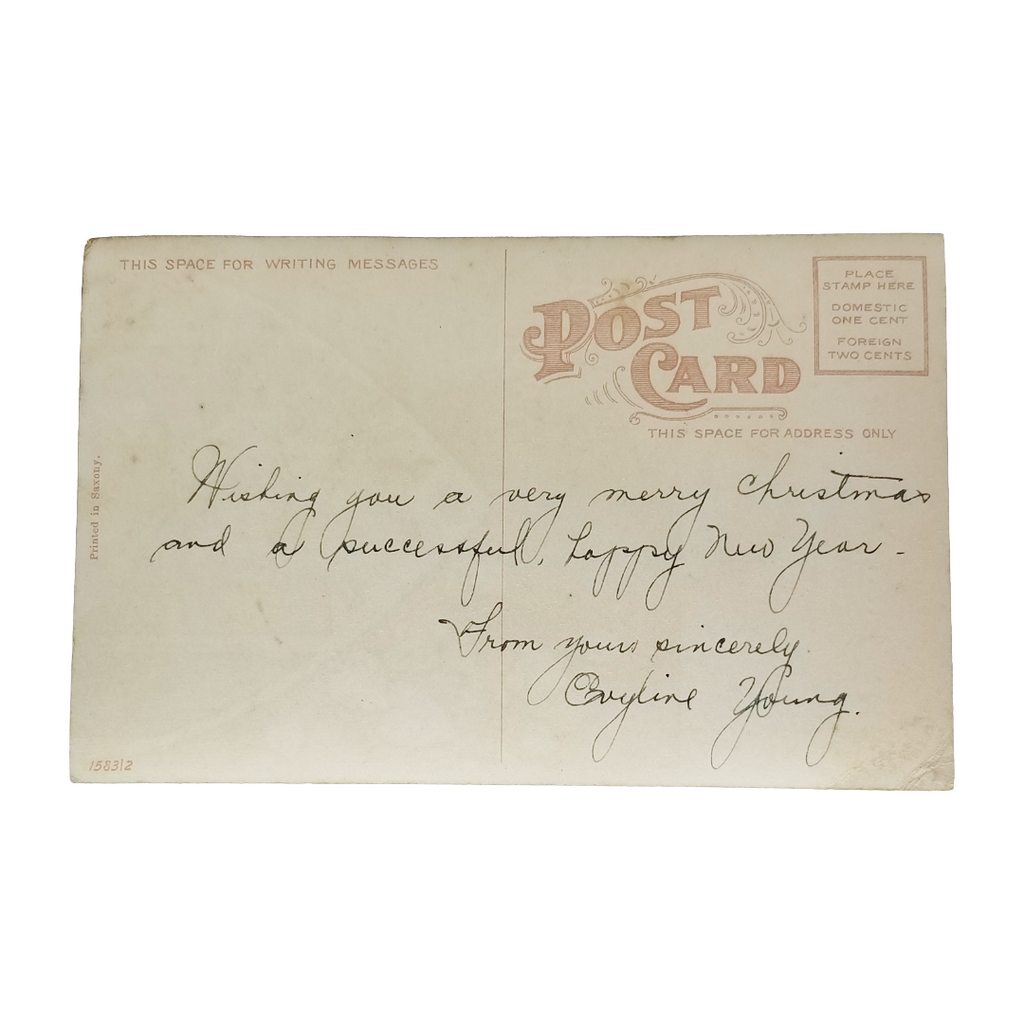 THIS SPACE FOR WRITING MESSAGES
POST
CARD
PLACE
STAMP HERE
DOMESTIC
ONE CENT
FOREIGN
TWO CENTS
THIS SPACE FOR ADDRESS ONLY
Printed in Saxony.
Wishing you a very merry Christmas
and a successful, happy New Year -
From yours sincerely.
Evyline Young.
158312